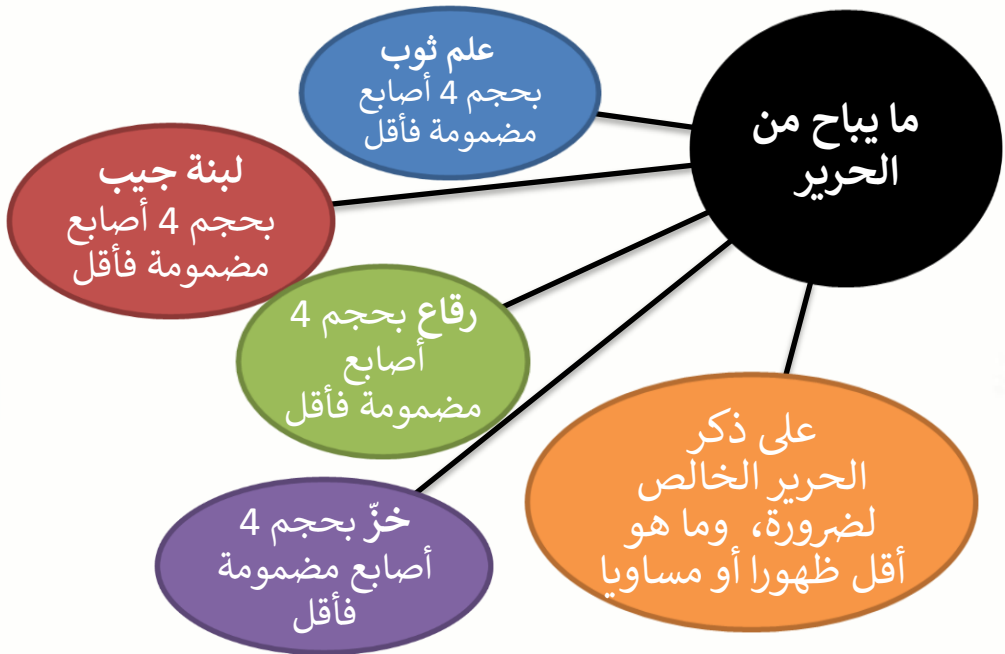 ما يباح من
الحرير
علم ثوب
بحجم 4 أصابع
مضمومة فأقل
لبنة جيب
بحجم 4 أصابع
مضمومة فأقل
رقاع بحجم 4
أصابع
مضمومة فأقل
خزّ بحجم 4
أصابع مضمومة
فأقل
على ذكر
الحرير الخالص
لضرورة، وما هو
أقل ظهورا أو مساويا